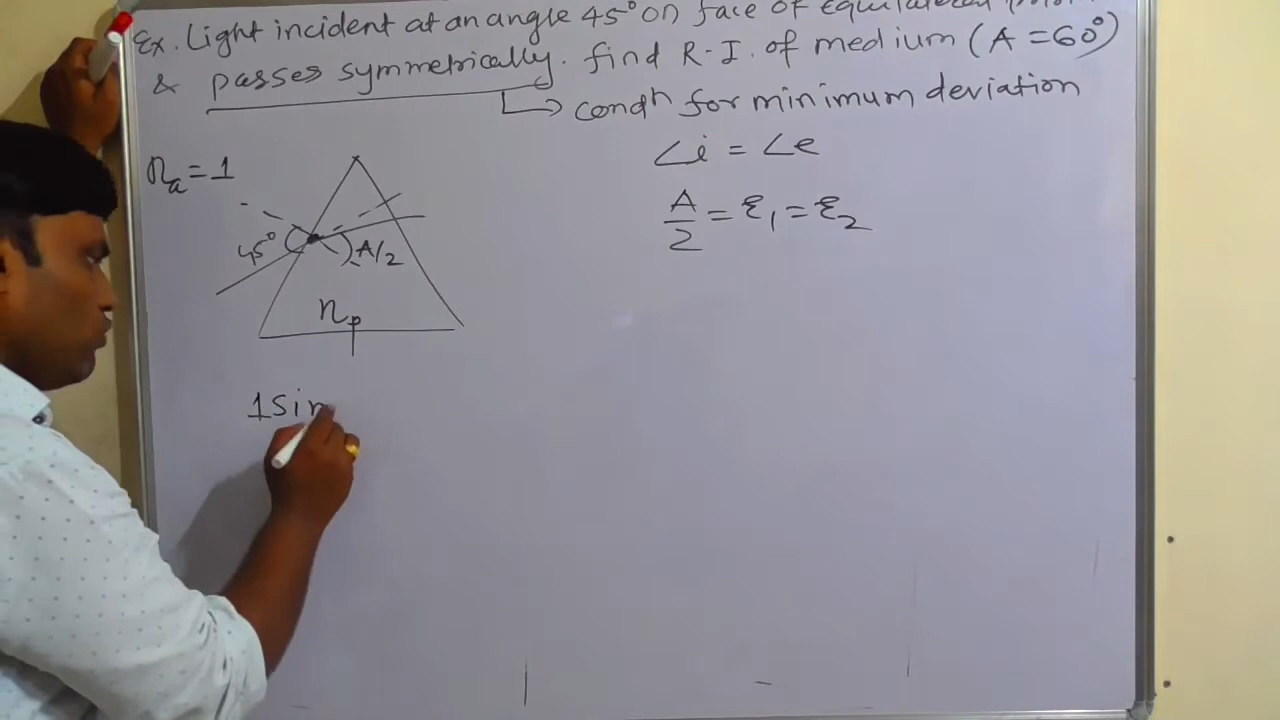 Ex. Light incident at an angle 45° on face of Equilateral
& passes symmetrically. find R.I. of medium (A = 60°)
condn for minimum deviation
na = 1
∠i = ∠e
A/2 = r1 = r2
45°
A/2
np
1 Sin